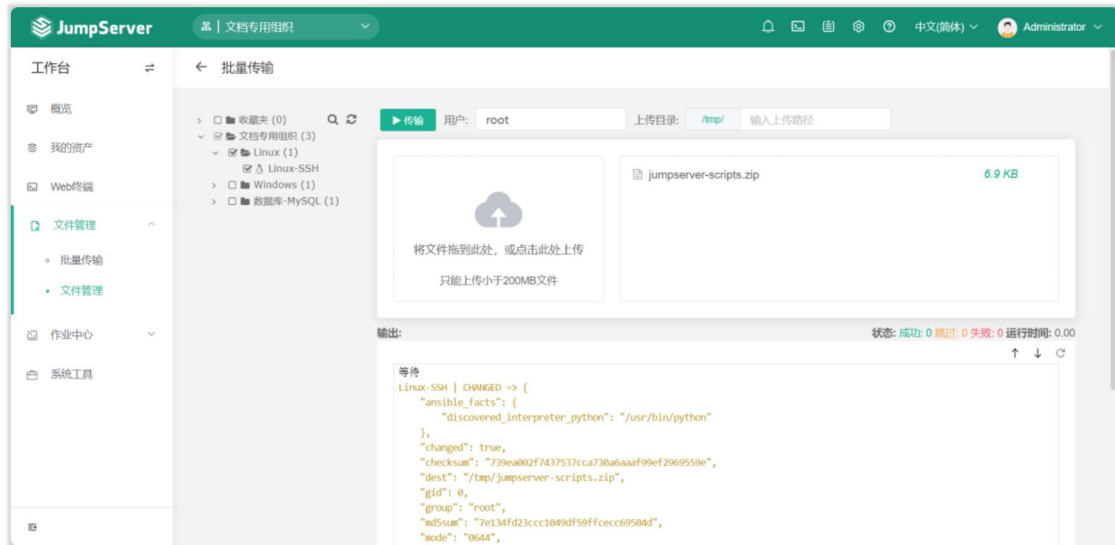 JumpServer
文档专用组织
中文(简体)
Administrator
工作台
批量传输
概览
我的资产
Web终端
文件管理
批量传输
文件管理
作业中心
系统工具
收藏夹 (0)
文档专用组织 (3)
Linux (1)
Linux-SSH
Windows (1)
数据库-MySQL (1)
传输 用户: root 上传目录: /tmp/ 输入上传路径
将文件拖到此处，或点击此处上传
只能上传小于200MB文件
jumpserver-scripts.zip 6.9 KB
输出: 状态: 成功: 0 跳过: 0 失败: 0 运行时间: 0.00
等待
Linux-SSH | CHANGED => {
"ansible_facts": {
"discovered_interpreter_python": "/usr/bin/python"
},
"changed": true,
"checksum": "739ea002f7437537cca730a6aaaf99ef2969559e",
"dest": "/tmp/jumpserver-scripts.zip",
"gid": 0,
"group": "root",
"md5sum": "7e134fd23ccc1049df59ffcecc69504d",
"mode": "0644",